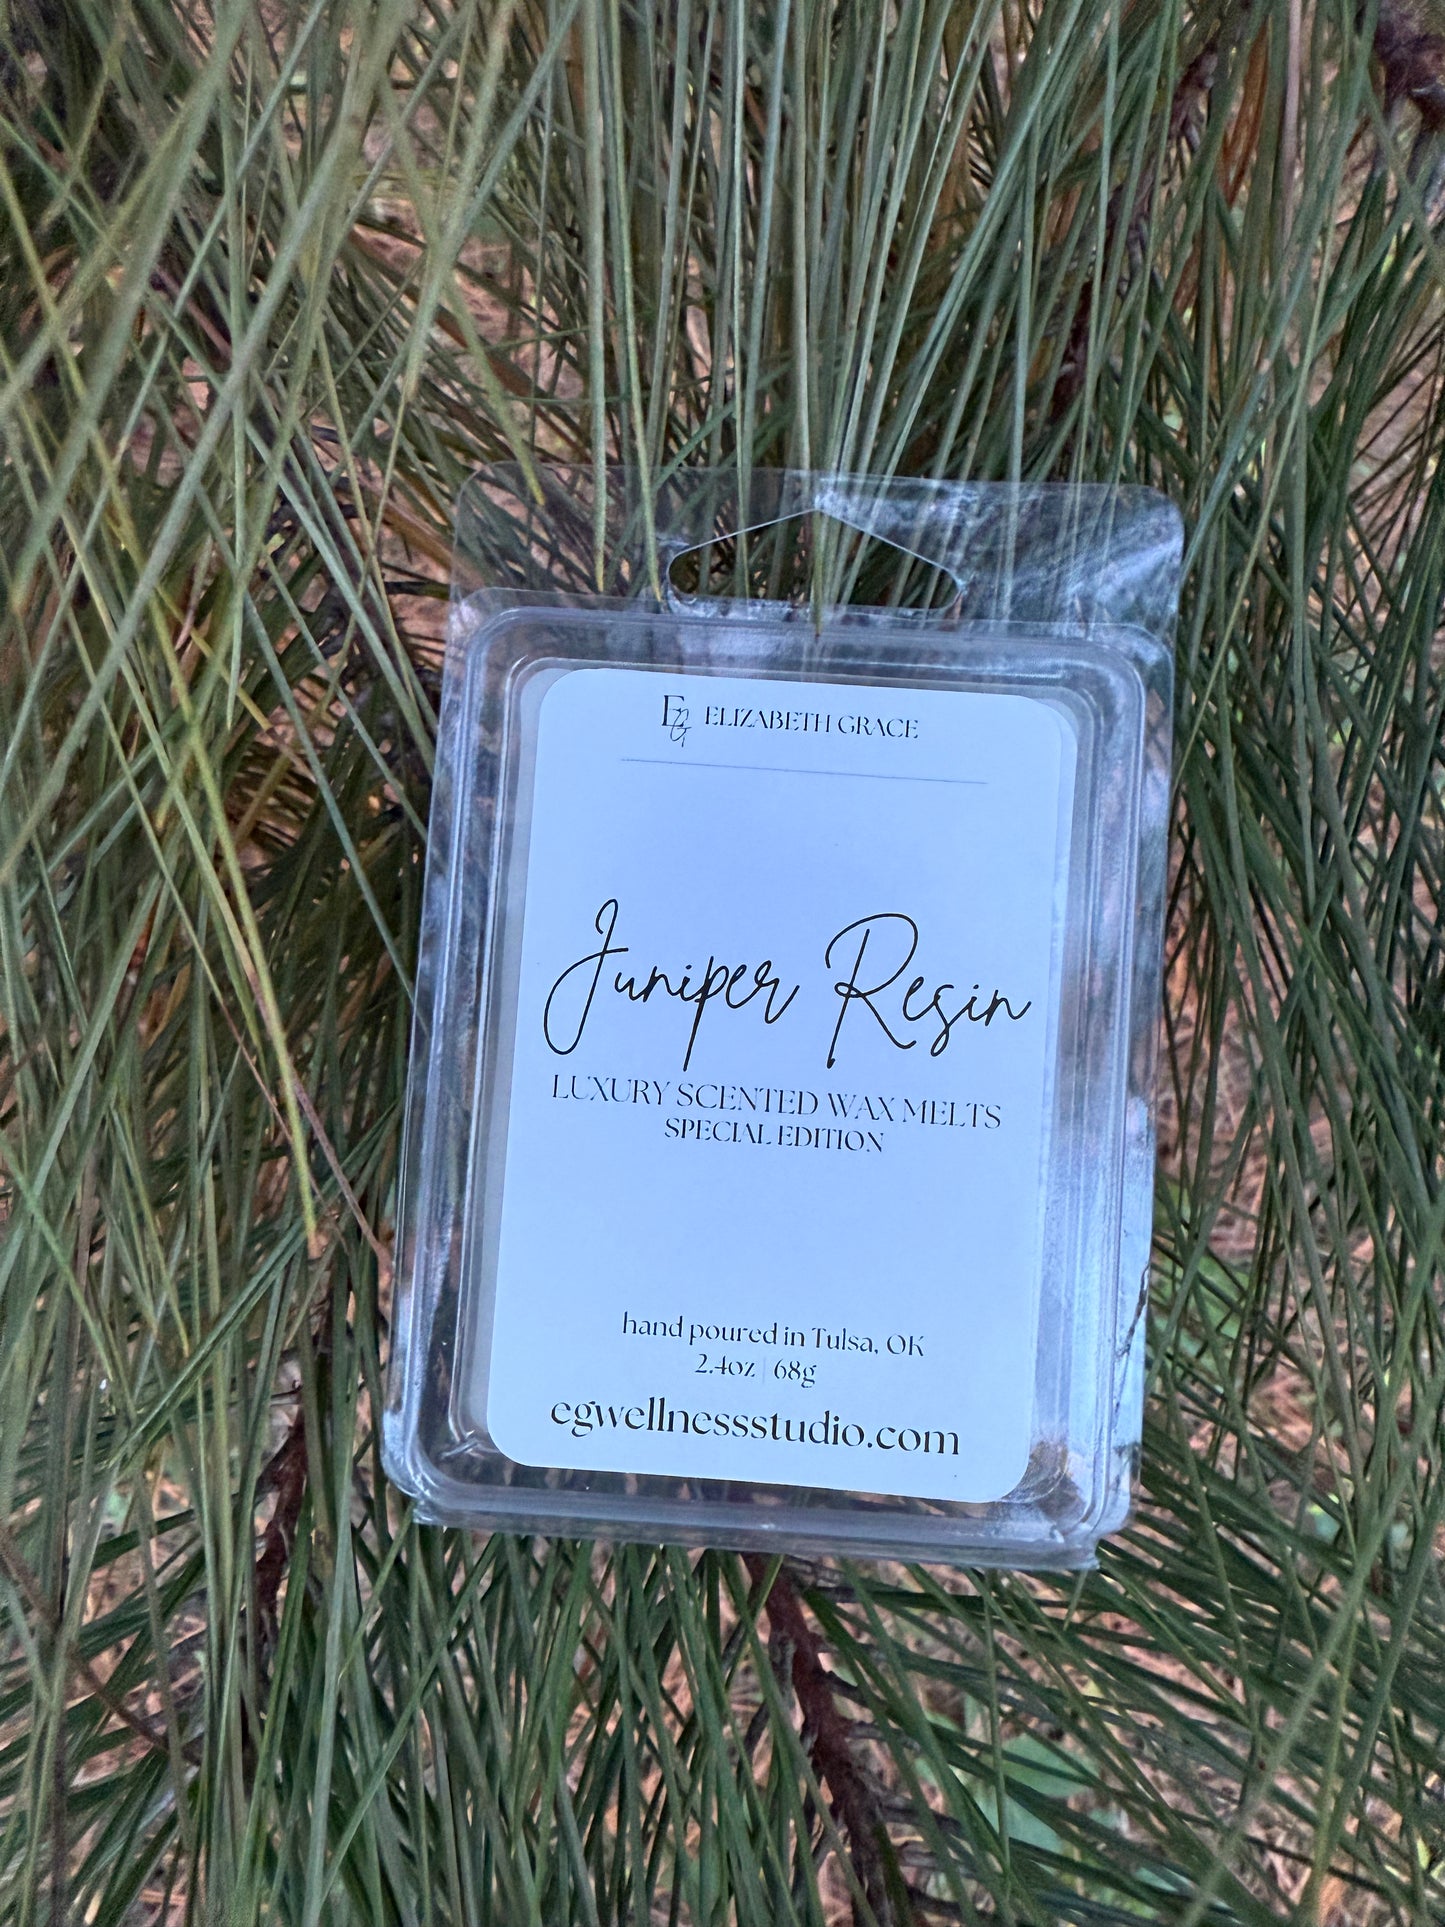 EG ELIZABETH GRACE
Juniper Resin
LUXURY SCENTED WAX MELTS
SPECIAL EDITION
hand poured in Tulsa, OK
2.4oz | 68g
egwellnessstudio.com